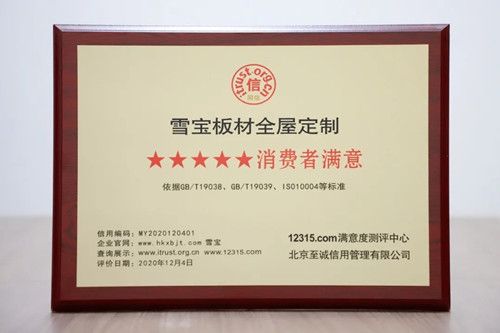 itrust.org.cn
信
雪宝板材全屋定制
★★★★★消费者满意
依据GB/T19038、GB/T19039、ISO10004等标准
信用编码：MY2020120401
企业官网：www.hkxbjt.com 雪宝
查询展示：www.itrust.org.cn www.12315.com
评价日期：2020年12月4日
12315.com满意度测评中心
北京至诚信用管理有限公司